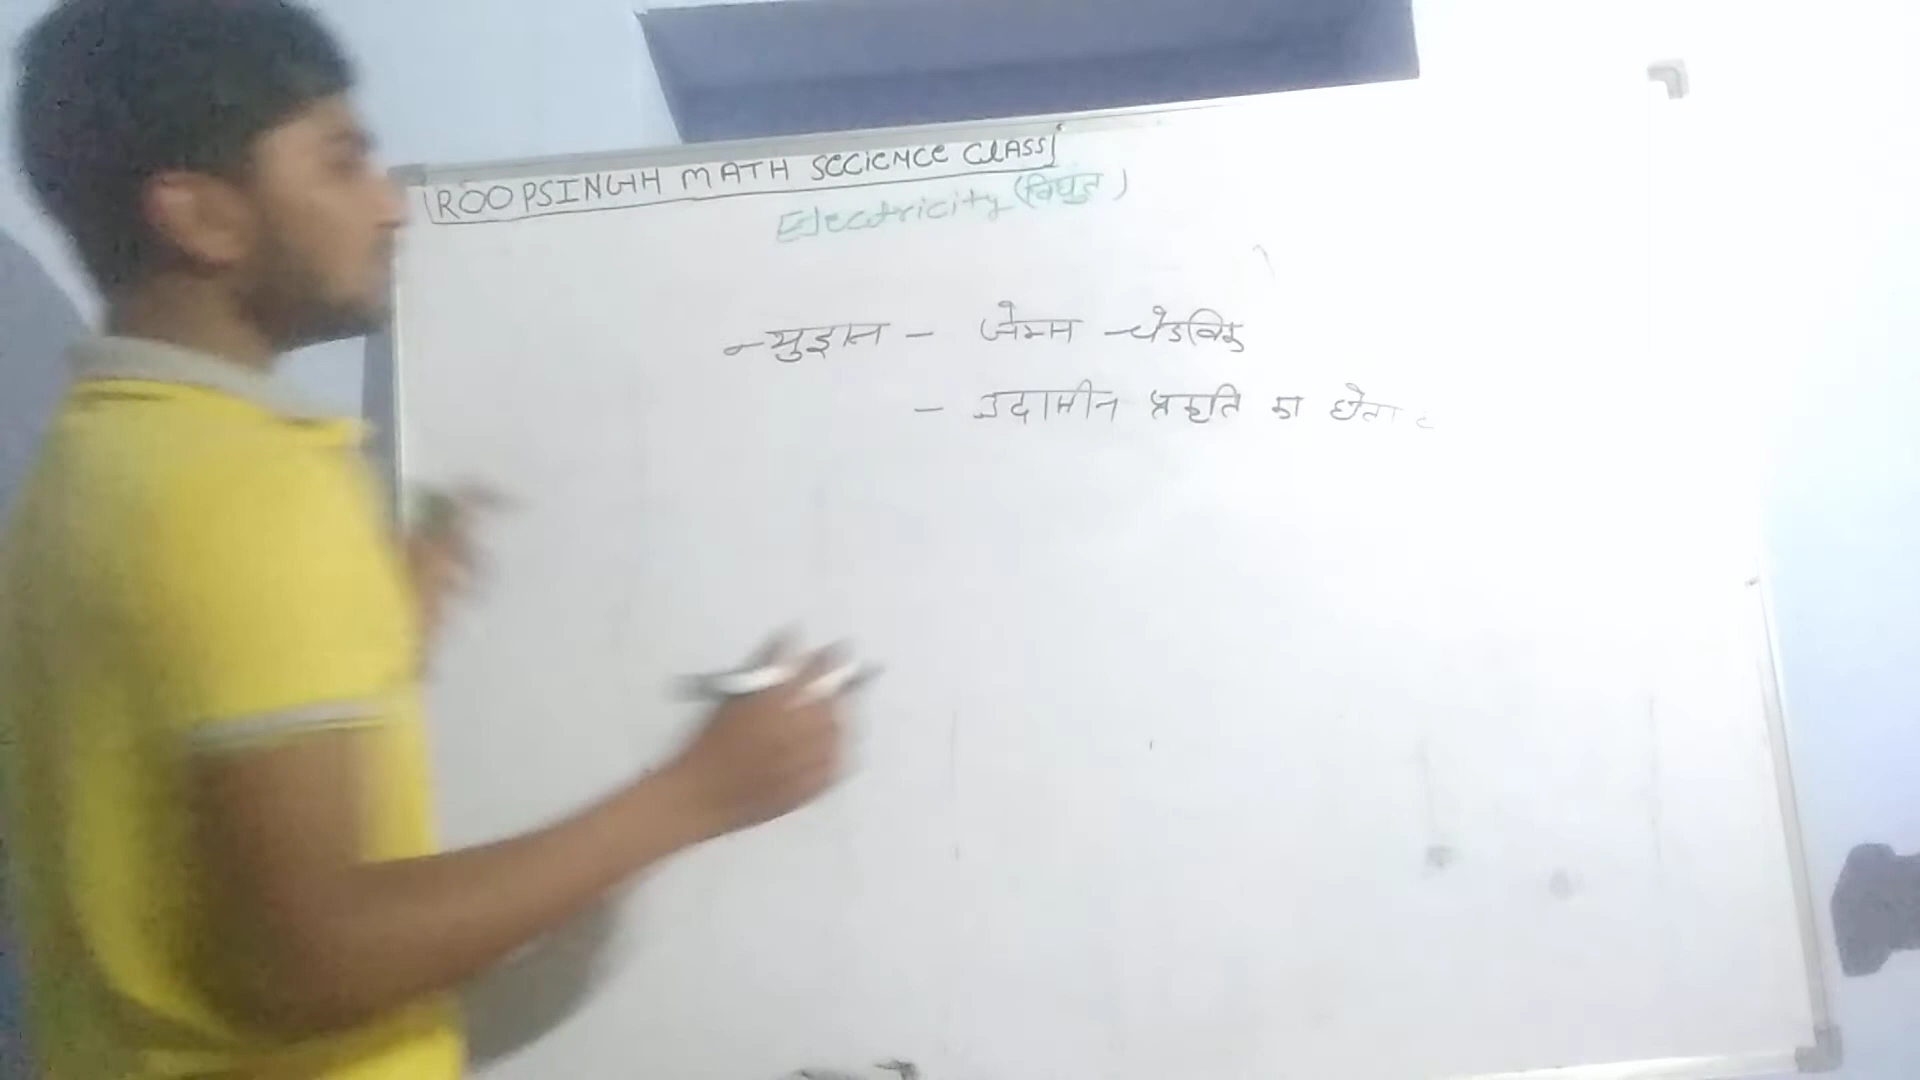 ROOPSINGH MATH SCCIENCE CLASS
Electricity (विद्युत)
न्युट्रान - जेम्स चेडविक
- उदासीन प्रकृति का होता